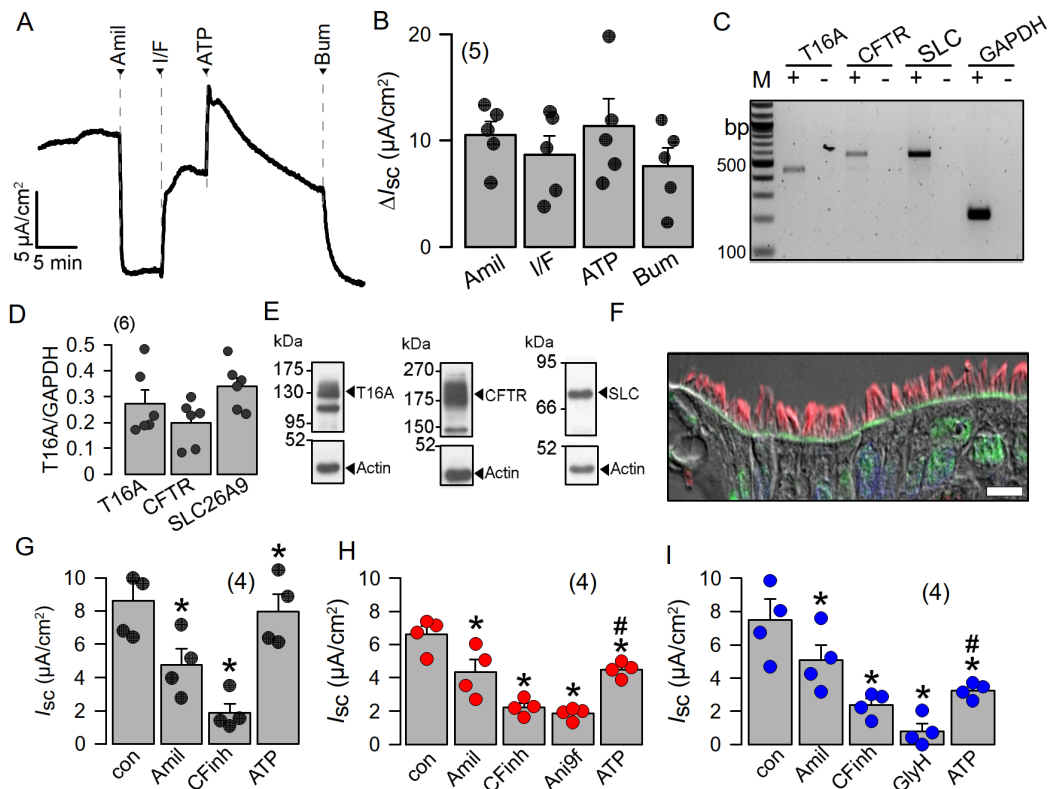 A
Amil
I/F
ATP
Bum
5 µA/cm²
5 min
B
(5)
ΔIsc (µA/cm²)
20
10
0
Amil
I/F
ATP
Bum
C
T16A
CFTR
SLC
GAPDH
M + - + - + - + -
bp
500
100
D
(6)
T16A/GAPDH
0.5
0.4
0.3
0.2
0.1
0
T16A
CFTR
SLC26A9
E
kDa
175
130
95
52
T16A
Actin
kDa
270
175
150
52
CFTR
Actin
kDa
95
66
52
SLC
Actin
F
G
(4)
Isc (µA/cm²)
10
8
6
4
2
0
*
*
*
con
Amil
CFinh
ATP
H
(4)
Isc (µA/cm²)
10
8
6
4
2
0
*
*
*
#
*
con
Amil
CFinh
Ani9f
ATP
I
(4)
Isc (µA/cm²)
10
8
6
4
2
0
*
*
*
#
*
con
Amil
CFinh
GlyH
ATP